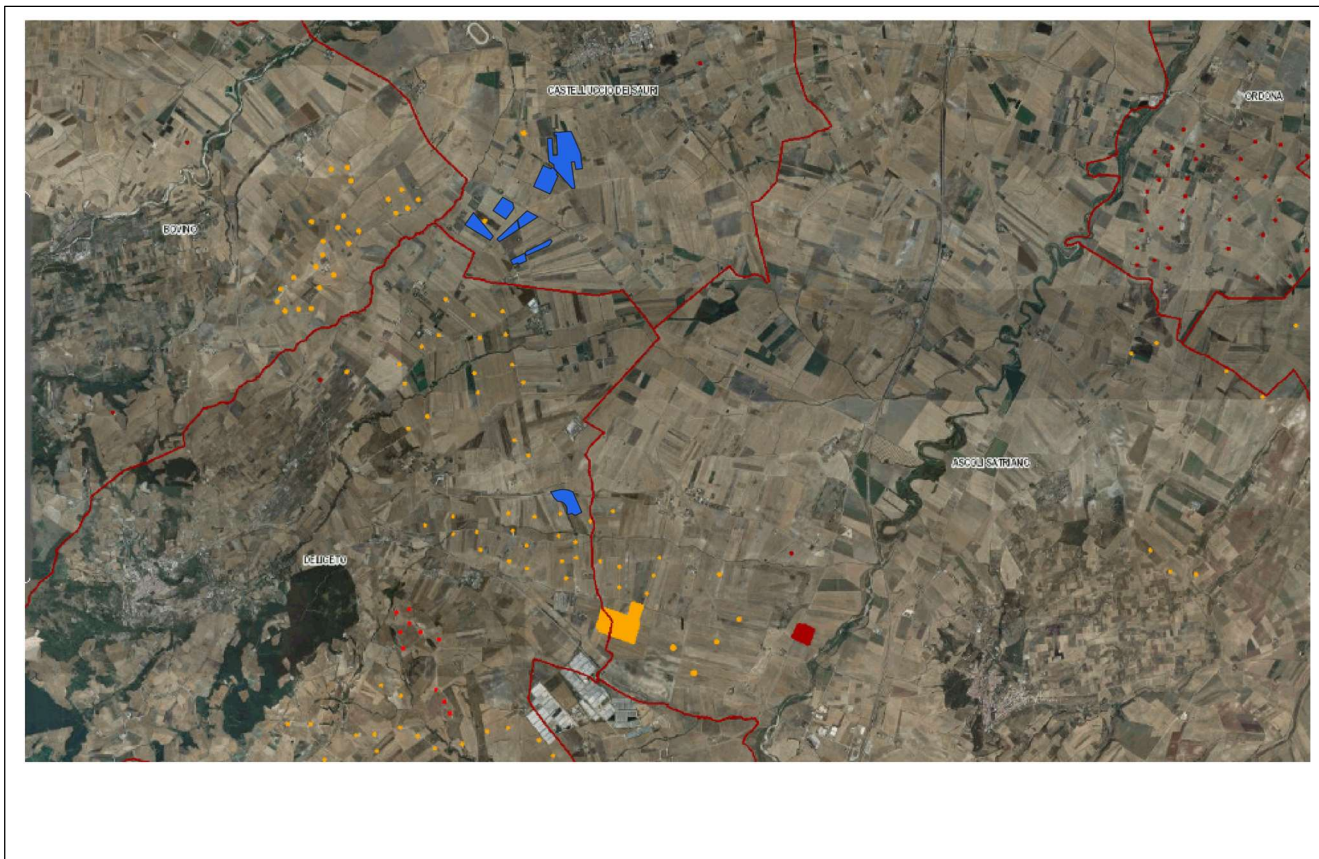 CASTELLUCCIO DEI SAURI
ORDONA
BOVINO
ASCOLI SATRIANO
DELICETO